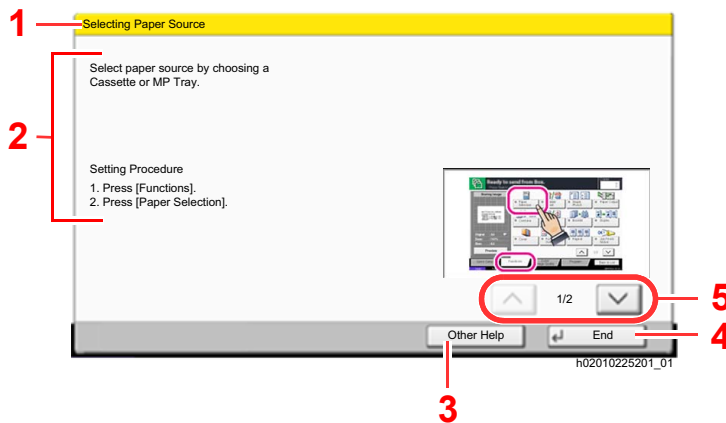 1
Selecting Paper Source
2
Select paper source by choosing a
Cassette or MP Tray.
Setting Procedure
1. Press [Functions].
2. Press [Paper Selection].
Ready to send from Box.
1/2
5
Other Help
End
4
h02010225201_01
3